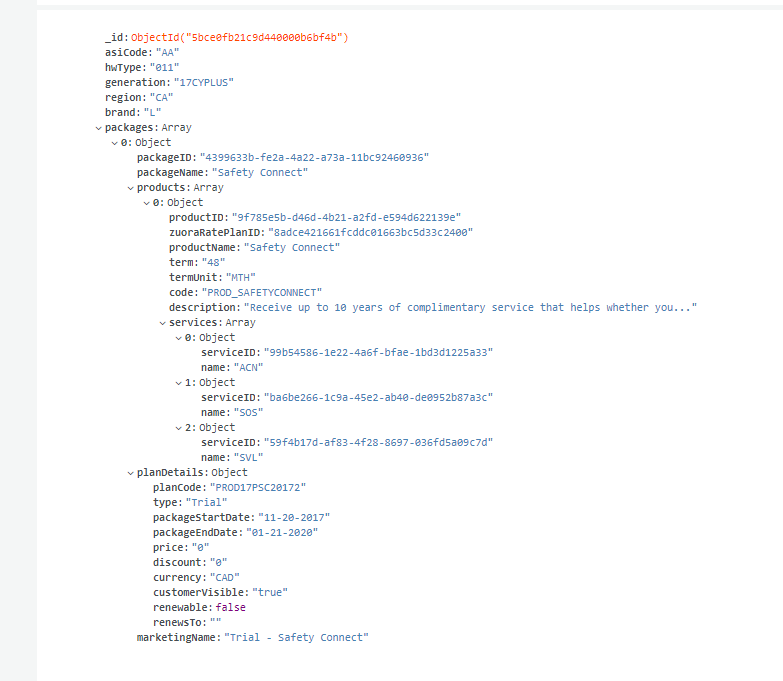 _id: ObjectId("5bce0fb21c9d440000b6bf4b")
asiCode: "AA"
hwType: "011"
generation: "17CYPLUS"
region: "CA"
brand: "L"
packages: Array
0: Object
packageID: "4399633b-fe2a-4a22-a73a-11bc92460936"
packageName: "Safety Connect"
products: Array
0: Object
productID: "9f785e5b-d46d-4b21-a2fd-e594d622139e"
zuoraRatePlanID: "8adce421661fcddc01663bc5d33c2400"
productName: "Safety Connect"
term: "48"
termUnit: "MTH"
code: "PROD_SAFETYCONNECT"
description: "Receive up to 10 years of complimentary service that helps whether you..."
services: Array
0: Object
serviceID: "99b54586-1e22-4a6f-bfae-1bd3d1225a33"
name: "ACN"
1: Object
serviceID: "ba6be266-1c9a-45e2-ab40-de0952b87a3c"
name: "SOS"
2: Object
serviceID: "59f4b17d-af83-4f28-8697-036fd5a09c7d"
name: "SVL"
planDetails: Object
planCode: "PROD17PSC20172"
type: "Trial"
packageStartDate: "11-20-2017"
packageEndDate: "01-21-2020"
price: "0"
discount: "0"
currency: "CAD"
customerVisible: "true"
renewable: false
renewsTo: ""
marketingName: "Trial - Safety Connect"